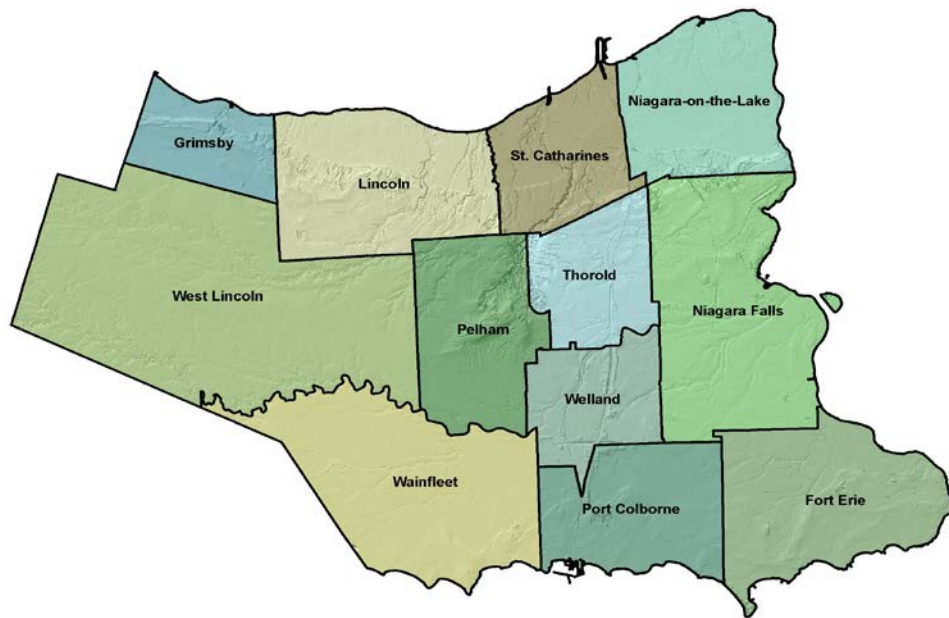 Niagara-on-the-Lake
Grimsby
St. Catharines
Lincoln
Thorold
West Lincoln
Niagara Falls
Pelham
Welland
Wainfleet
Fort Erie
Port Colborne